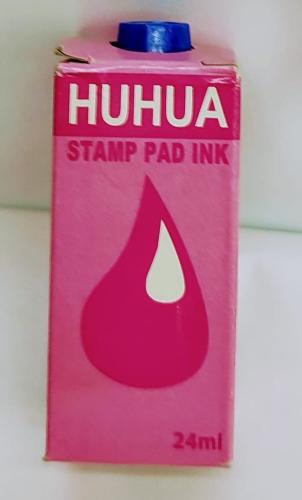 HUHUA
STAMP PAD INK
24ml